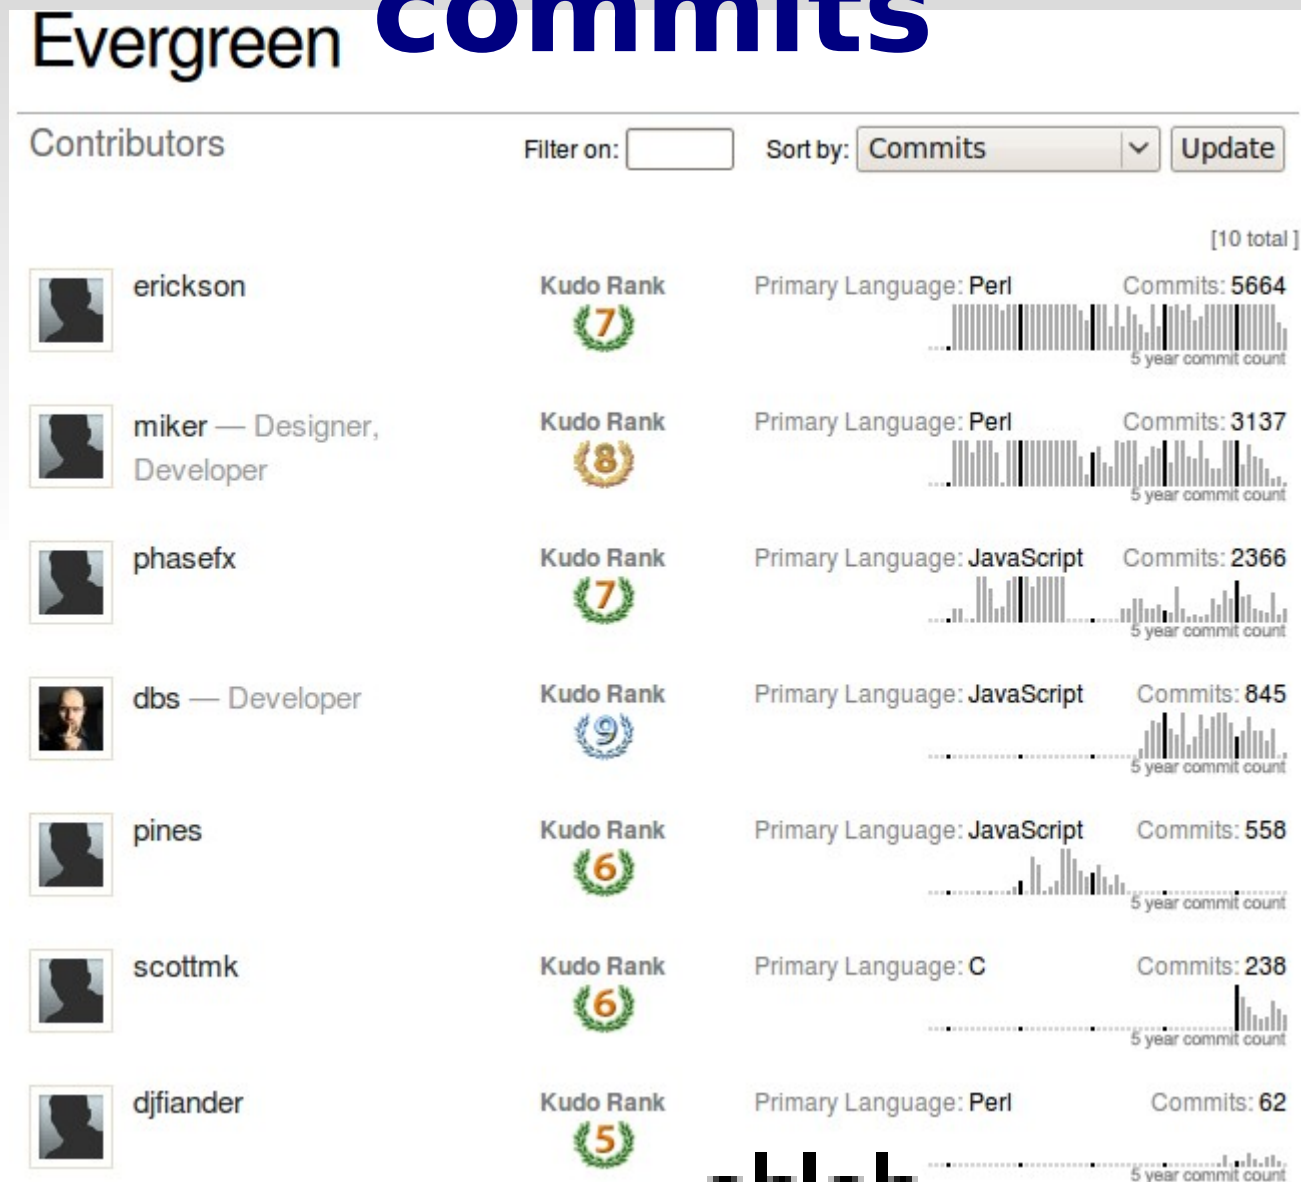 commits
Evergreen
Contributors Filter on: Sort by: Commits Update
[10 total ]
erickson Kudo Rank Primary Language: Perl Commits: 5664
7
5 year commit count
miker — Designer, Kudo Rank Primary Language: Perl Commits: 3137
Developer 8
5 year commit count
phasefx Kudo Rank Primary Language: JavaScript Commits: 2366
7
5 year commit count
dbs — Developer Kudo Rank Primary Language: JavaScript Commits: 845
9
5 year commit count
pines Kudo Rank Primary Language: JavaScript Commits: 558
6
5 year commit count
scottmk Kudo Rank Primary Language: C Commits: 238
6
5 year commit count
djfiander Kudo Rank Primary Language: Perl Commits: 62
5
5 year commit count